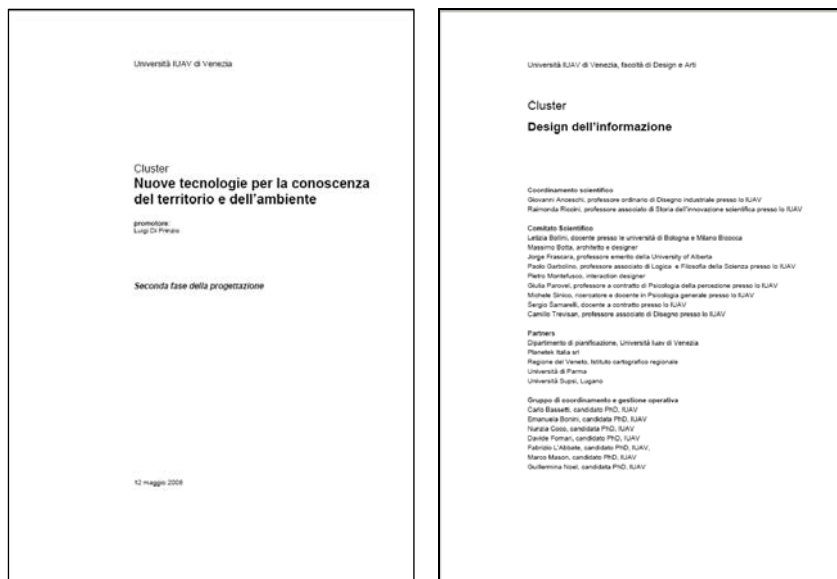 Università IUAV di Venezia
Cluster
Nuove tecnologie per la conoscenza
del territorio e dell'ambiente
promotore:
Luigi Di Prinzio
Seconda fase della progettazione
12 maggio 2008
Università IUAV di Venezia, facoltà di Design e Arti
Cluster
Design dell'informazione
Coordinamento scientifico
Giovanni Anceschi, professore ordinario di Disegno industriale presso lo IUAV
Raimonda Riccini, professore associato di Storia dell'innovazione scientifica presso lo IUAV
Comitato Scientifico
Letizia Bollini, docente presso le università di Bologna e Milano Bicocca
Massimo Botta, architetto e designer
Jorge Frascara, professore emerito della University of Alberta
Paolo Garbolino, professore associato di Logica e Filosofia della Scienza presso lo IUAV
Pietro Montefusco, interaction designer
Giulia Parovel, professore a contratto di Psicologia della percezione presso lo IUAV
Michele Sinico, ricercatore e docente in Psicologia generale presso lo IUAV
Sergio Samarelli, docente a contratto presso lo IUAV
Camillo Trevisan, professore associato di Disegno presso lo IUAV
Partners
Dipartimento di pianificazione, Università Iuav di Venezia
Planetek Italia srl
Regione del Veneto, Istituto cartografico regionale
Università di Parma
Università Supsi, Lugano
Gruppo di coordinamento e gestione operativa
Carlo Bassetti, candidato PhD, IUAV
Emanuela Bonini, candidata PhD, IUAV
Nunzia Coco, candidata PhD, IUAV
Davide Fornari, candidato PhD, IUAV
Fabrizio L'Abbate, candidato PhD, IUAV,
Marco Mason, candidato PhD, IUAV
Guillermina Noel, candidata PhD, IUAV